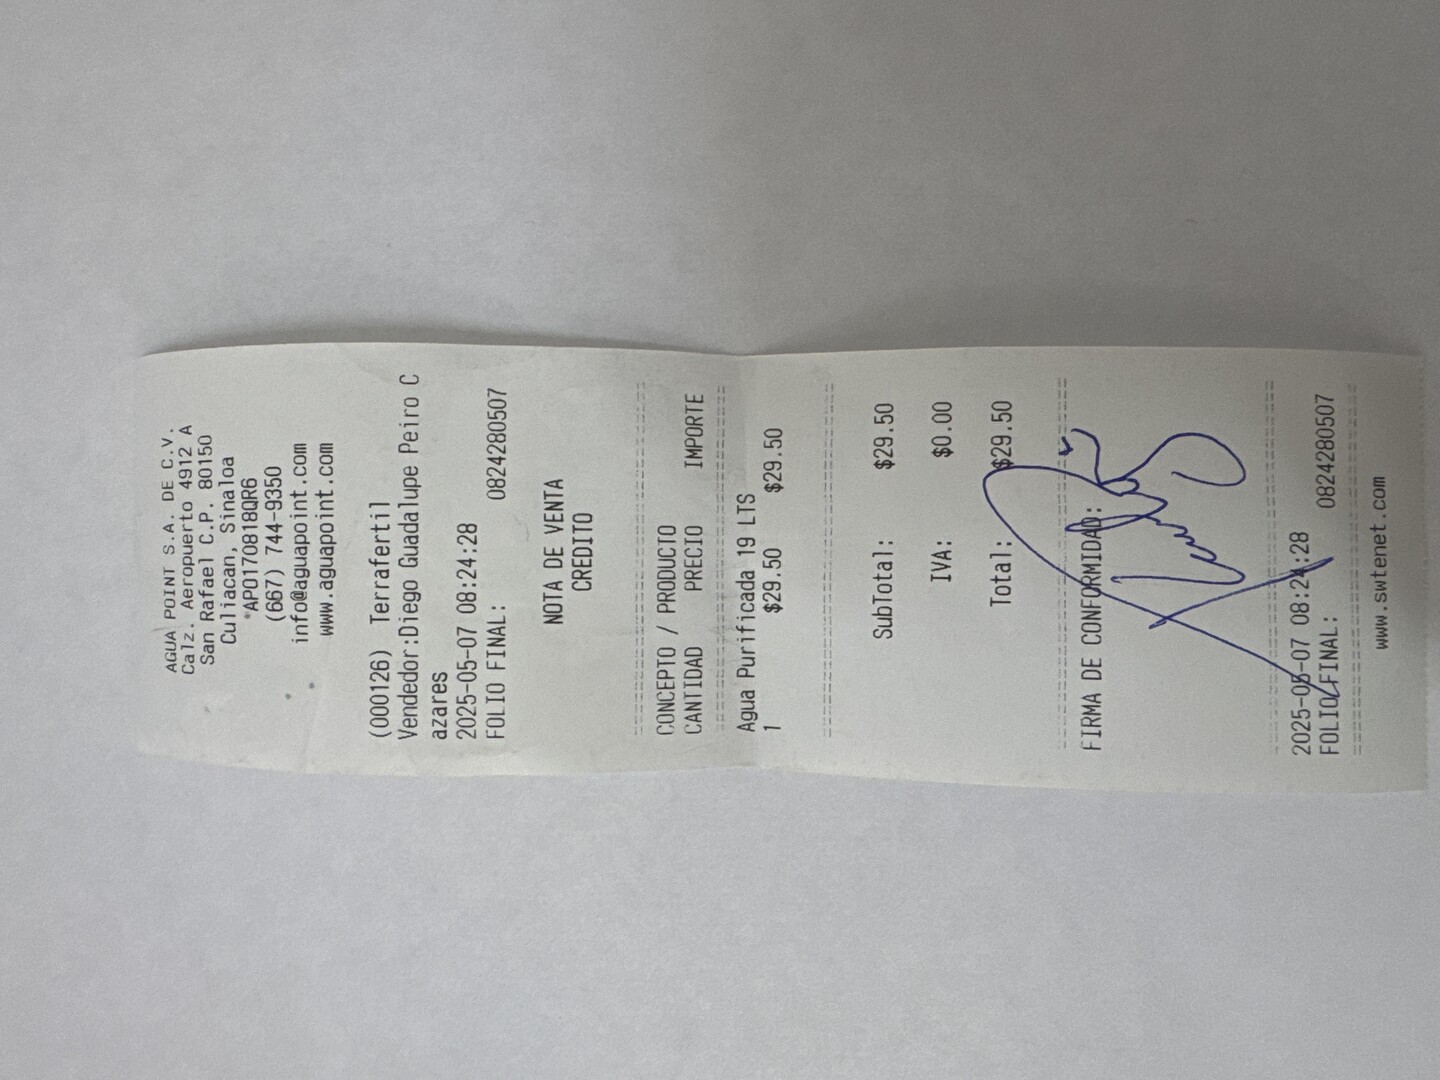 AGUA POINT S.A. DE C.V.
Calz. Aeropuerto 4912 A
San Rafael C.P. 80150
Culiacan, Sinaloa
APO170818QR6
(667) 744-9350
info@aguapoint.com
www.aguapoint.com
(000126) Terrafertil
Vendedor:Diego Guadalupe Peiro C
azares
2025-05-07 08:24:28
FOLIO FINAL: 0824280507
NOTA DE VENTA
CREDITO
CONCEPTO / PRODUCTO
CANTIDAD PRECIO IMPORTE
Agua Purificada 19 LTS
1 $29.50 $29.50
SubTotal: $29.50
IVA: $0.00
Total: $29.50
FIRMA DE CONFORMIDAD:
2025-05-07 08:24:28
FOLIO FINAL: 0824280507
www.swtenet.com